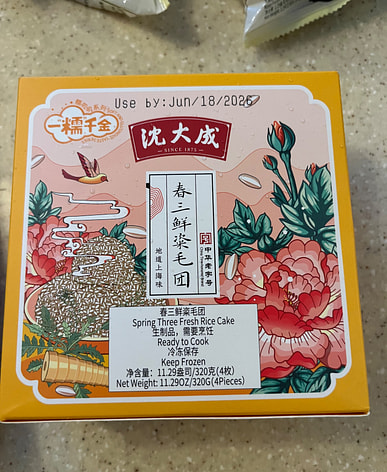 Use by:Jun/18/2026
一糯千金
沈大成
SINCE 1875
春三鲜染毛团
地道上海味
中华老字号
春三鲜染毛团
Spring Three Fresh Rice Cake
生制品，需要烹饪
Ready to Cook
冷冻保存
Keep Frozen
净含量：11.29盎司/320克(4枚)
Net Weight: 11.29OZ/320G(4Pieces)